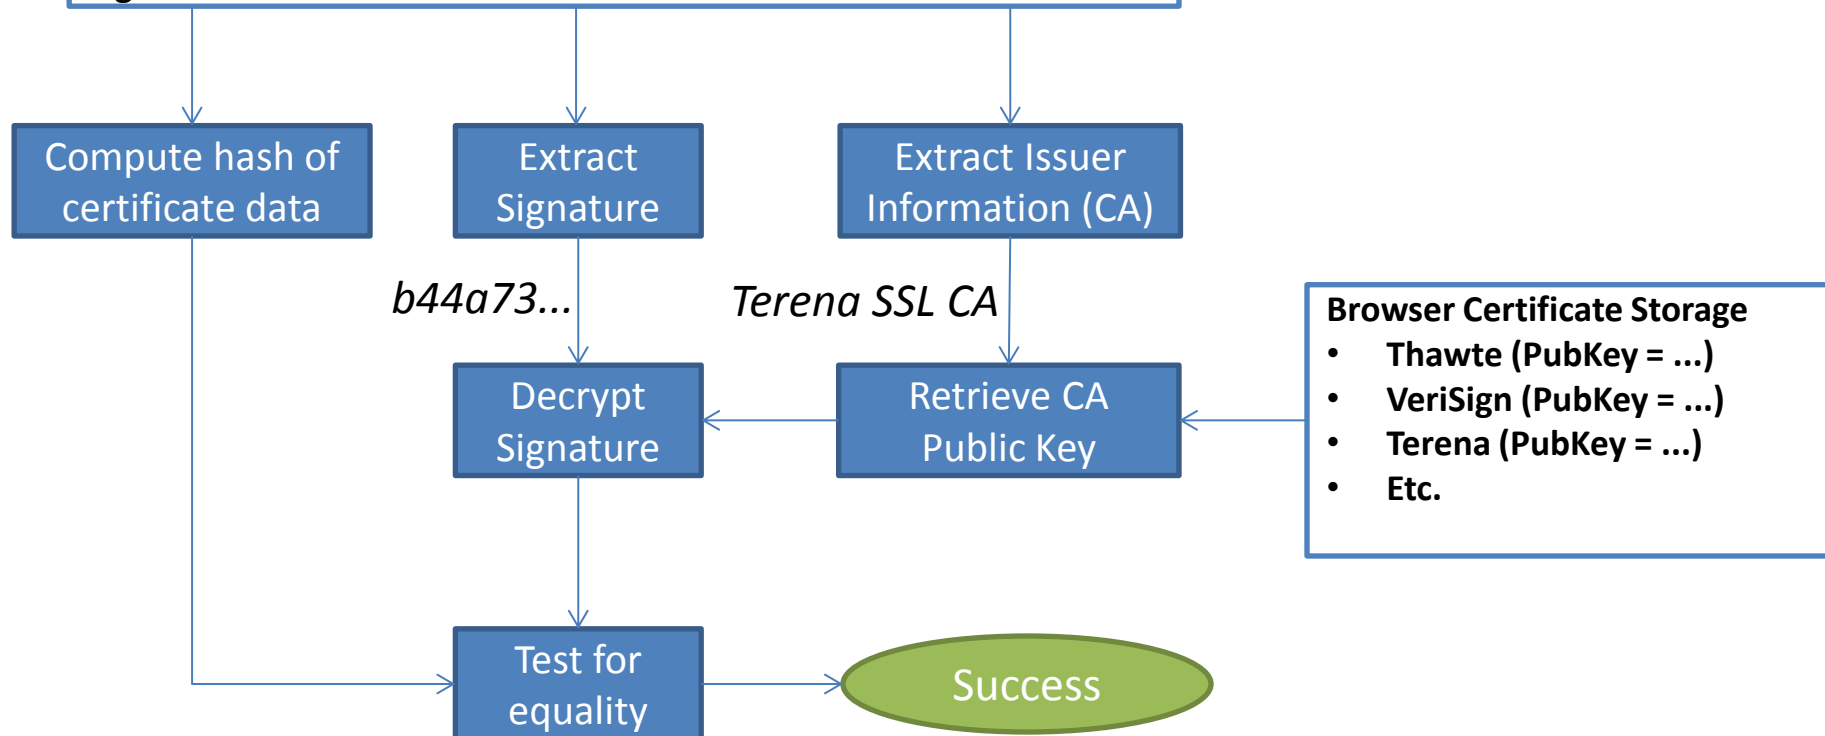 Compute hash of
certificate data
Extract
Signature
Extract Issuer
Information (CA)
b44a73...
Terena SSL CA
Browser Certificate Storage
• Thawte (PubKey = ...)
• VeriSign (PubKey = ...)
• Terena (PubKey = ...)
• Etc.
Decrypt
Signature
Retrieve CA
Public Key
Test for
equality
Success